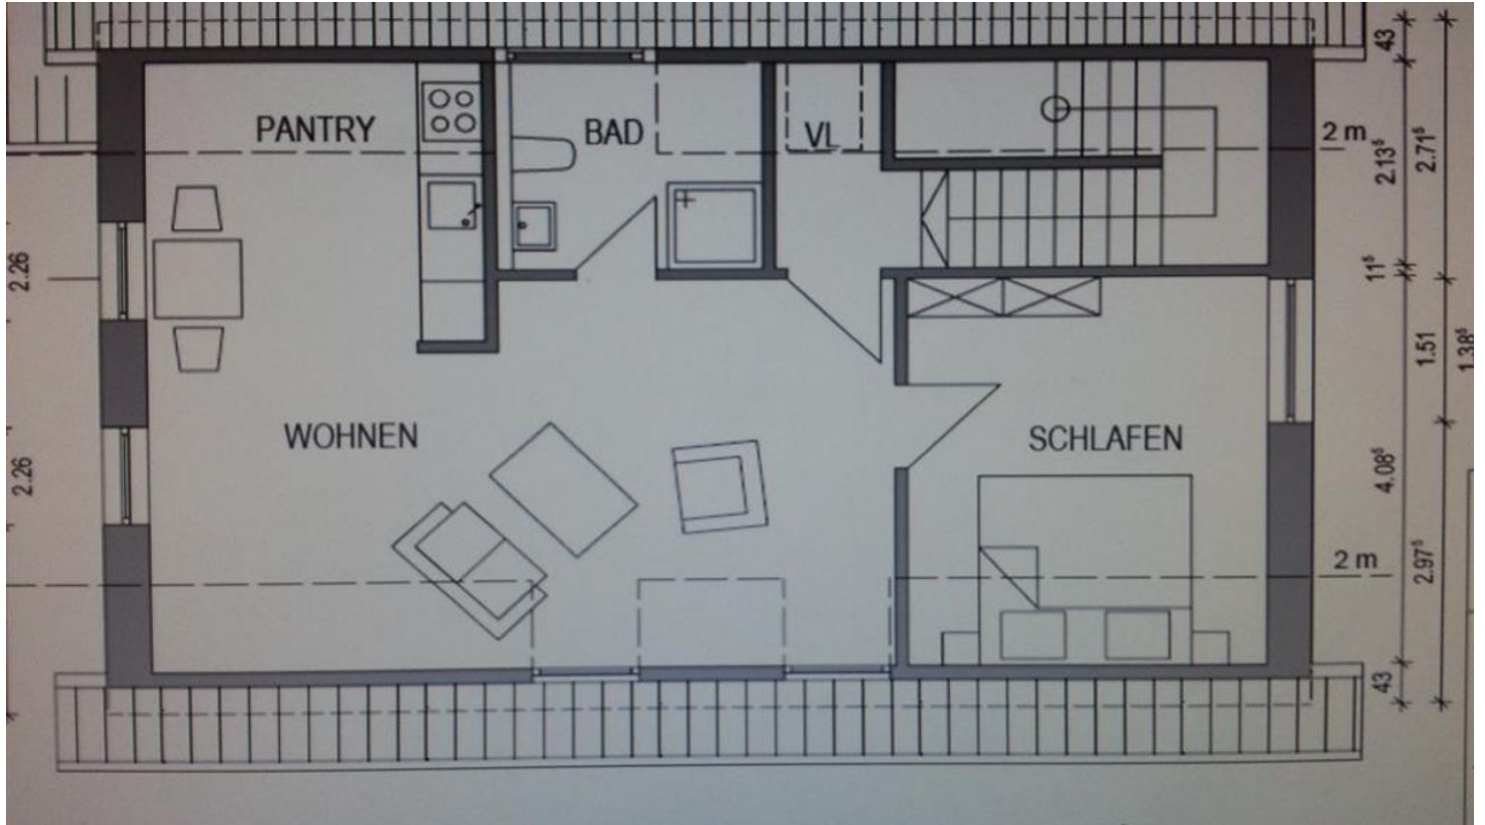 PANTRY
BAD
VL
2 m
WOHNEN
SCHLAFEN
2 m
2.26
2.26
43
2.13⁵
11⁵
4.08⁵
43
2.71⁵
1.51
2.97⁵
1.38⁵